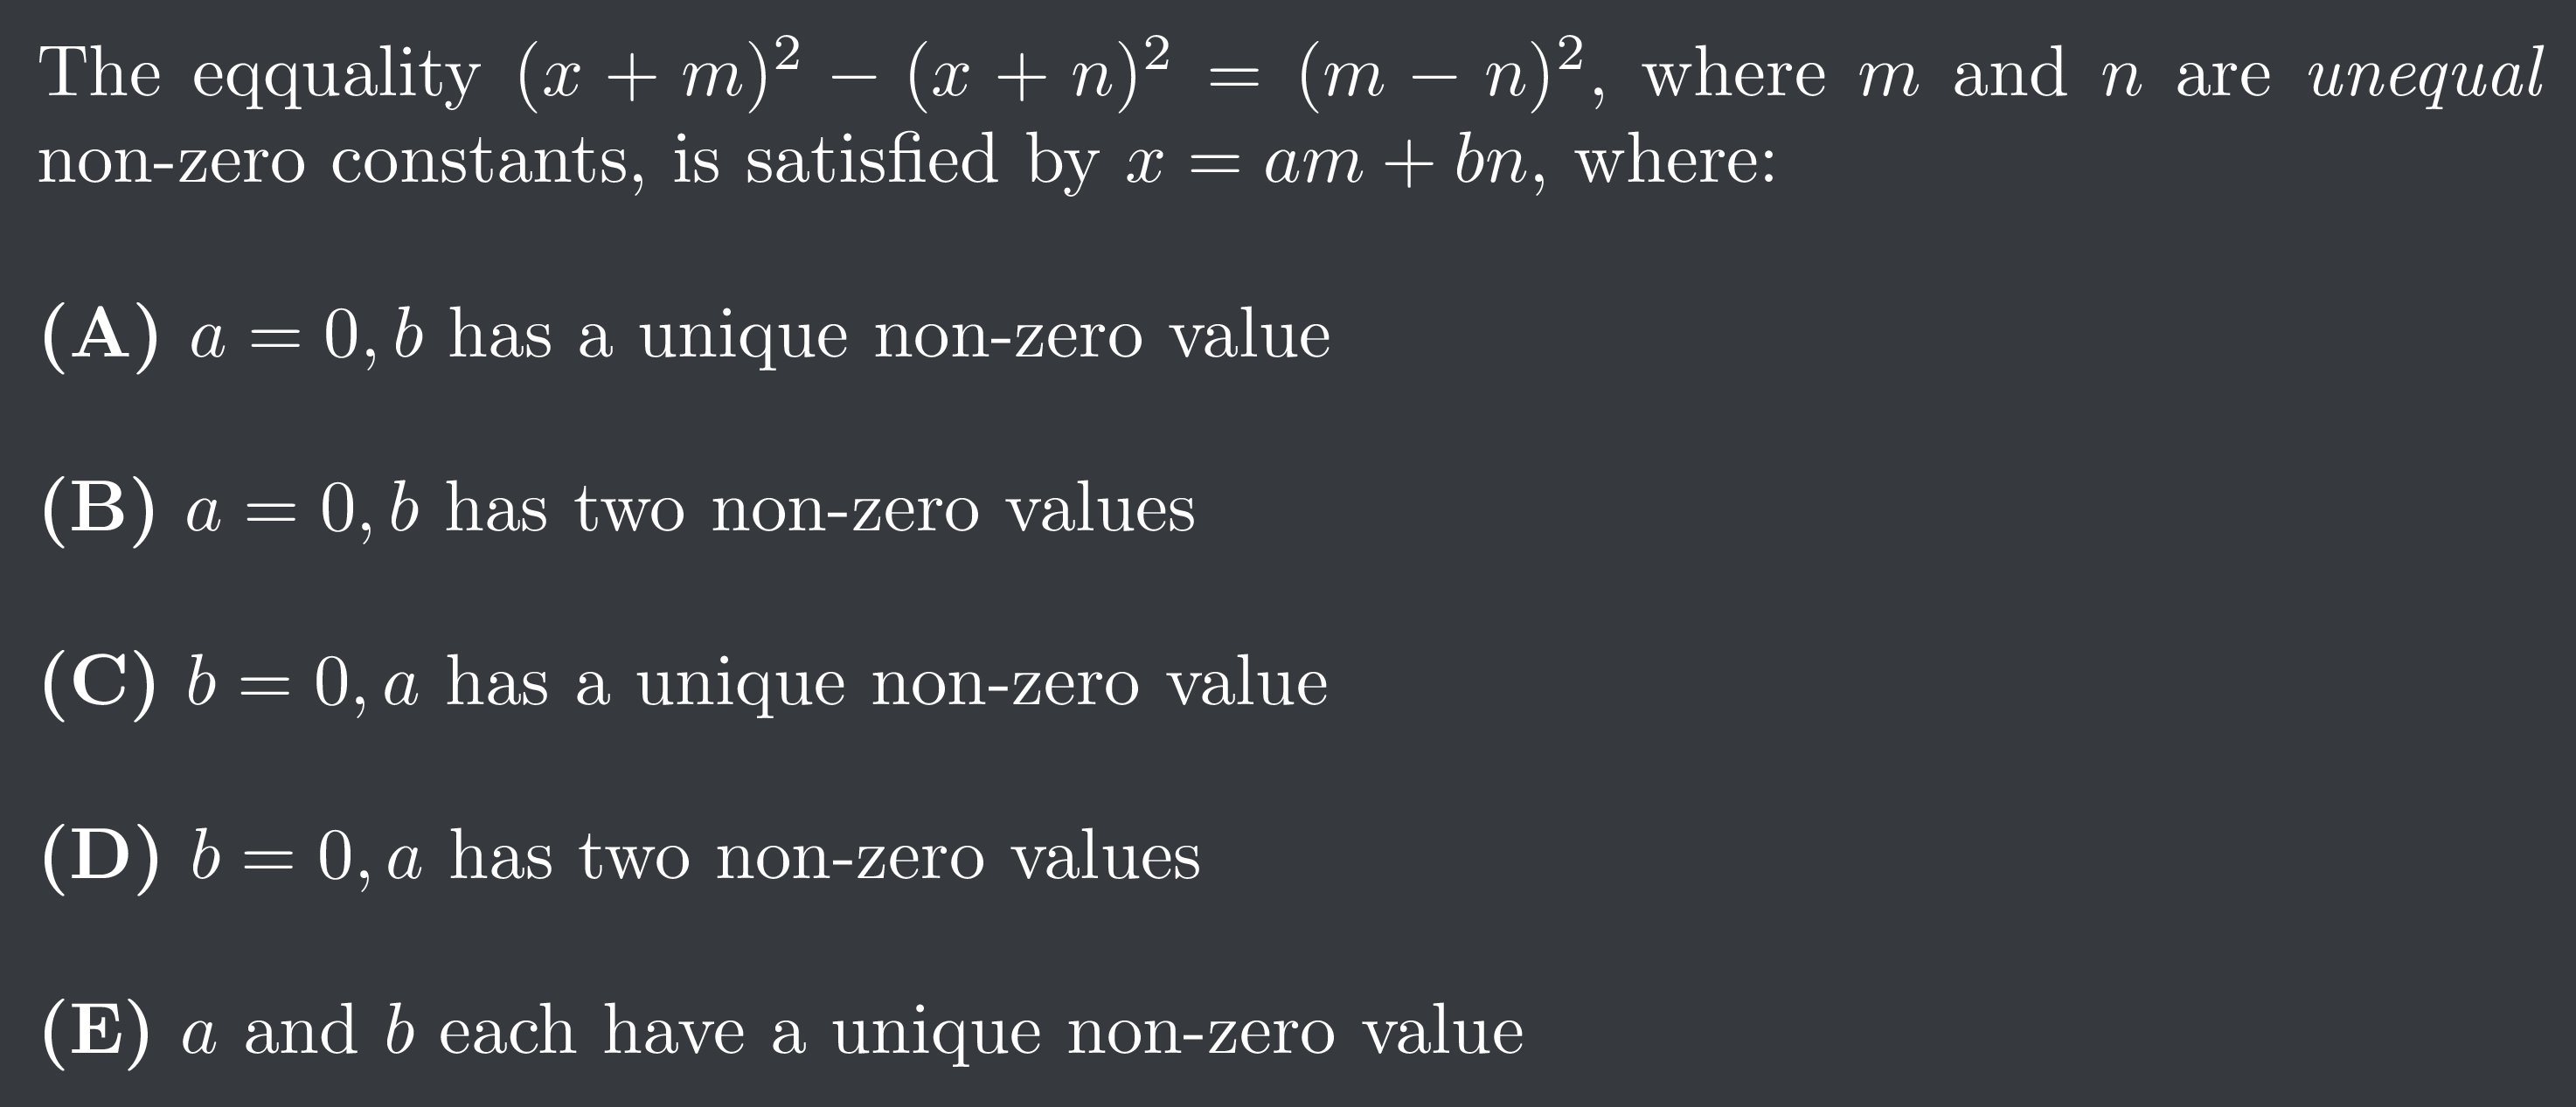 The eqquality $(x + m)^2 - (x + n)^2 = (m - n)^2$, where $m$ and $n$ are unequal
non-zero constants, is satisfied by $x = am + bn$, where:
(A) $a = 0, b$ has a unique non-zero value
(B) $a = 0, b$ has two non-zero values
(C) $b = 0, a$ has a unique non-zero value
(D) $b = 0, a$ has two non-zero values
(E) $a$ and $b$ each have a unique non-zero value